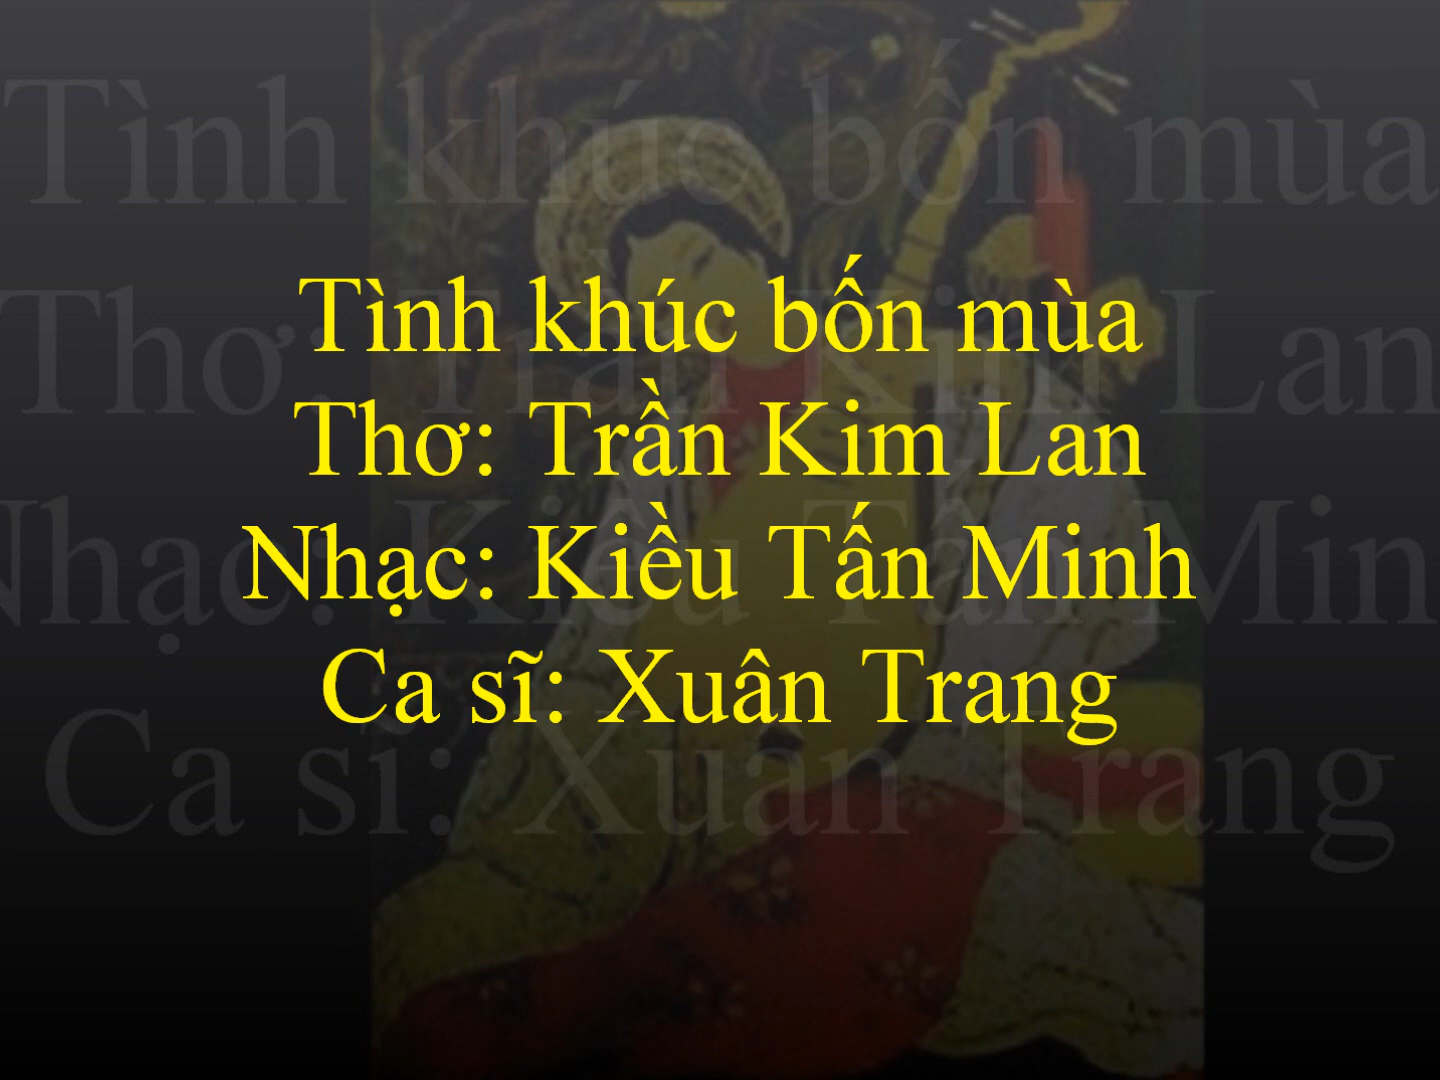 Tình khúc bốn mùa
Thơ: Trần Kim Lan
Nhạc: Kiều Tấn Minh
Ca sĩ: Xuân Trang